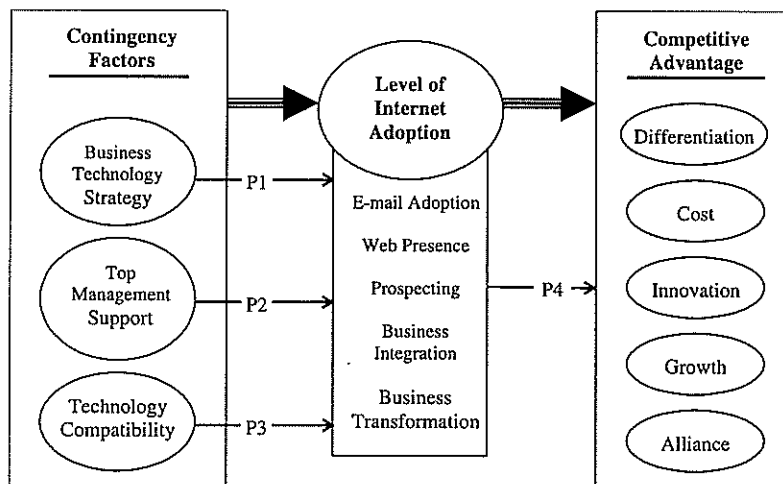 Contingency
Factors
Business
Technology
Strategy
Top
Management
Support
Technology
Compatibility
P1
P2
P3
Level of
Internet
Adoption
E-mail Adoption
Web Presence
Prospecting
Business
Integration
Business
Transformation
P4
Competitive
Advantage
Differentiation
Cost
Innovation
Growth
Alliance